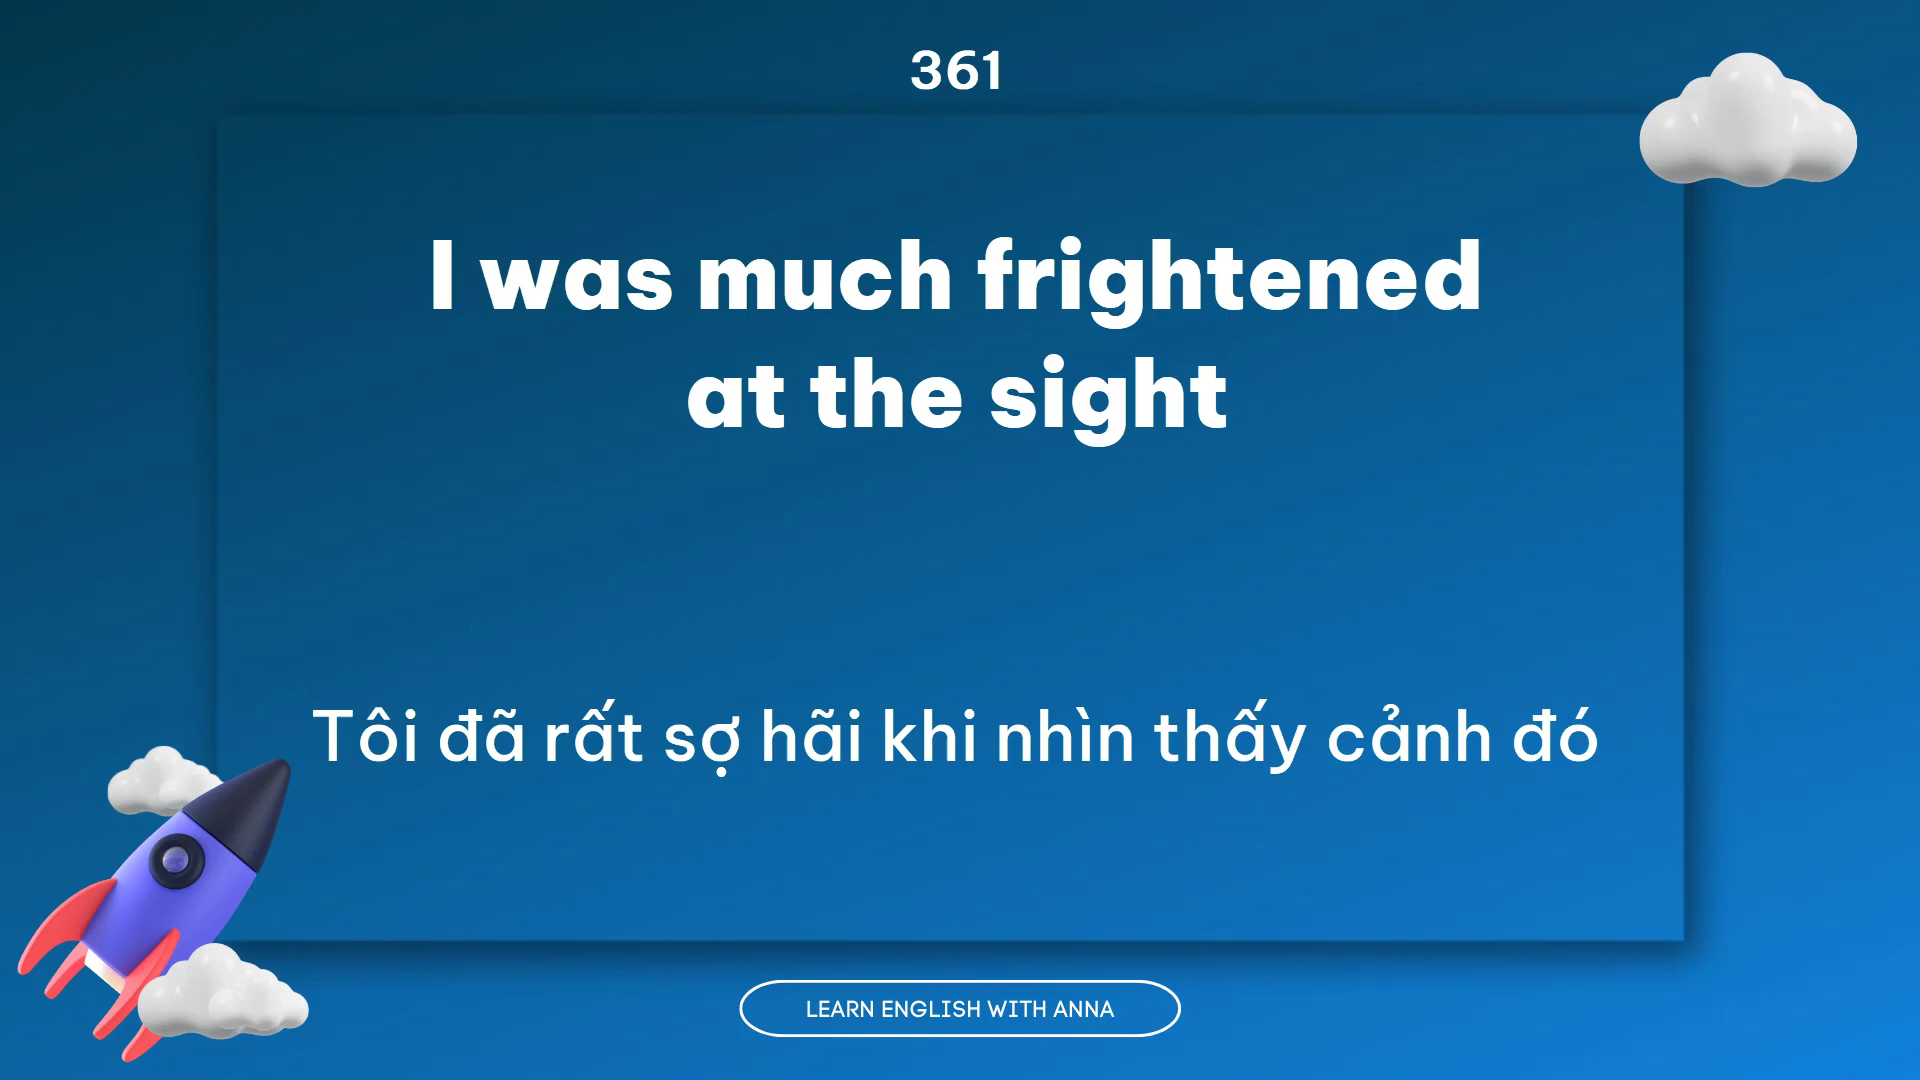 361
I was much frightened
at the sight
Tôi đã rất sợ hãi khi nhìn thấy cảnh đó
LEARN ENGLISH WITH ANNA